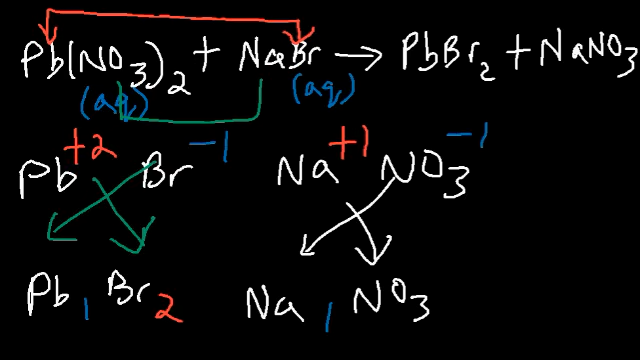 Pb(NO₃)₂ + NaBr → PbBr₂ + NaNO₃
(aq) (aq)
Pb⁺² Br⁻¹ Na⁺¹ NO₃⁻¹
Pb₁ Br₂ Na₁ NO₃